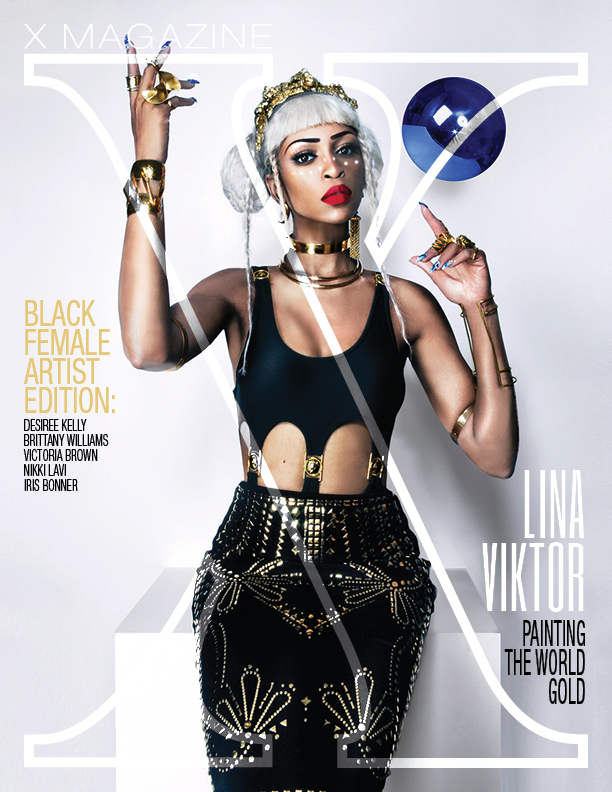 X MAGAZINE
X
BLACK
FEMALE
ARTIST
EDITION:
DESIREE KELLY
BRITTANY WILLIAMS
VICTORIA BROWN
NIKKI LAVI
IRIS BONNER
LINA
VIKTOR
PAINTING
THE WORLD
GOLD